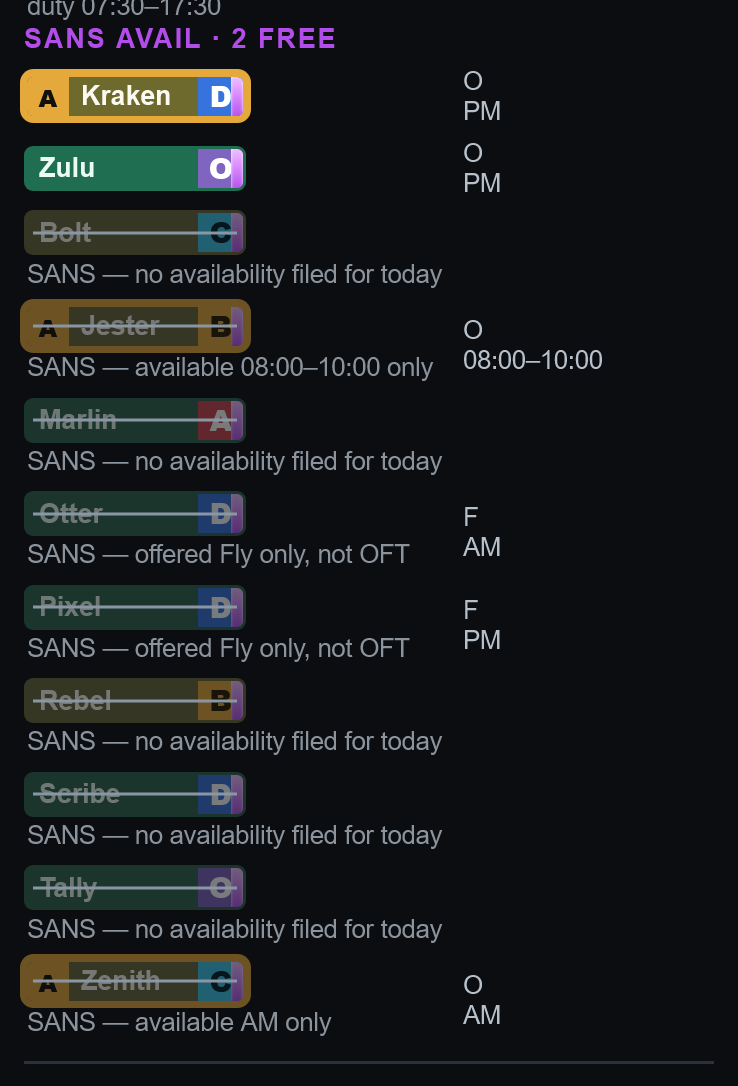 duty 07:30–17:30
SANS AVAIL · 2 FREE
A Kraken D
O
PM
Zulu O
O
PM
Bolt C
SANS — no availability filed for today
A Jester B
SANS — available 08:00–10:00 only
O
08:00–10:00
Marlin A
SANS — no availability filed for today
Otter D
SANS — offered Fly only, not OFT
F
AM
Pixel D
SANS — offered Fly only, not OFT
F
PM
Rebel B
SANS — no availability filed for today
Scribe D
SANS — no availability filed for today
Tally O
SANS — no availability filed for today
A Zenith C
SANS — available AM only
O
AM